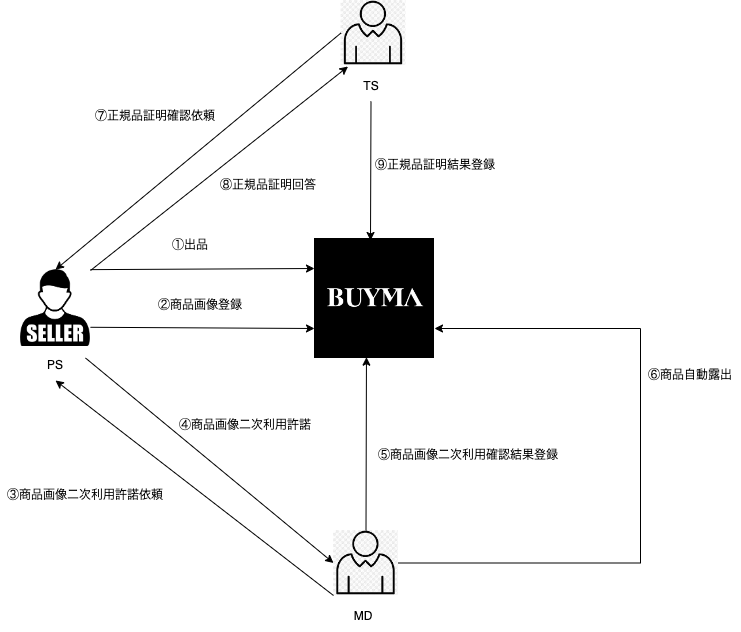 TS
⑦正規品証明確認依頼
⑨正規品証明結果登録
⑧正規品証明回答
①出品
②商品画像登録
BUYMA
SELLER
PS
⑥商品自動露出
④商品画像二次利用許諾
⑤商品画像二次利用確認結果登録
③商品画像二次利用許諾依頼
MD